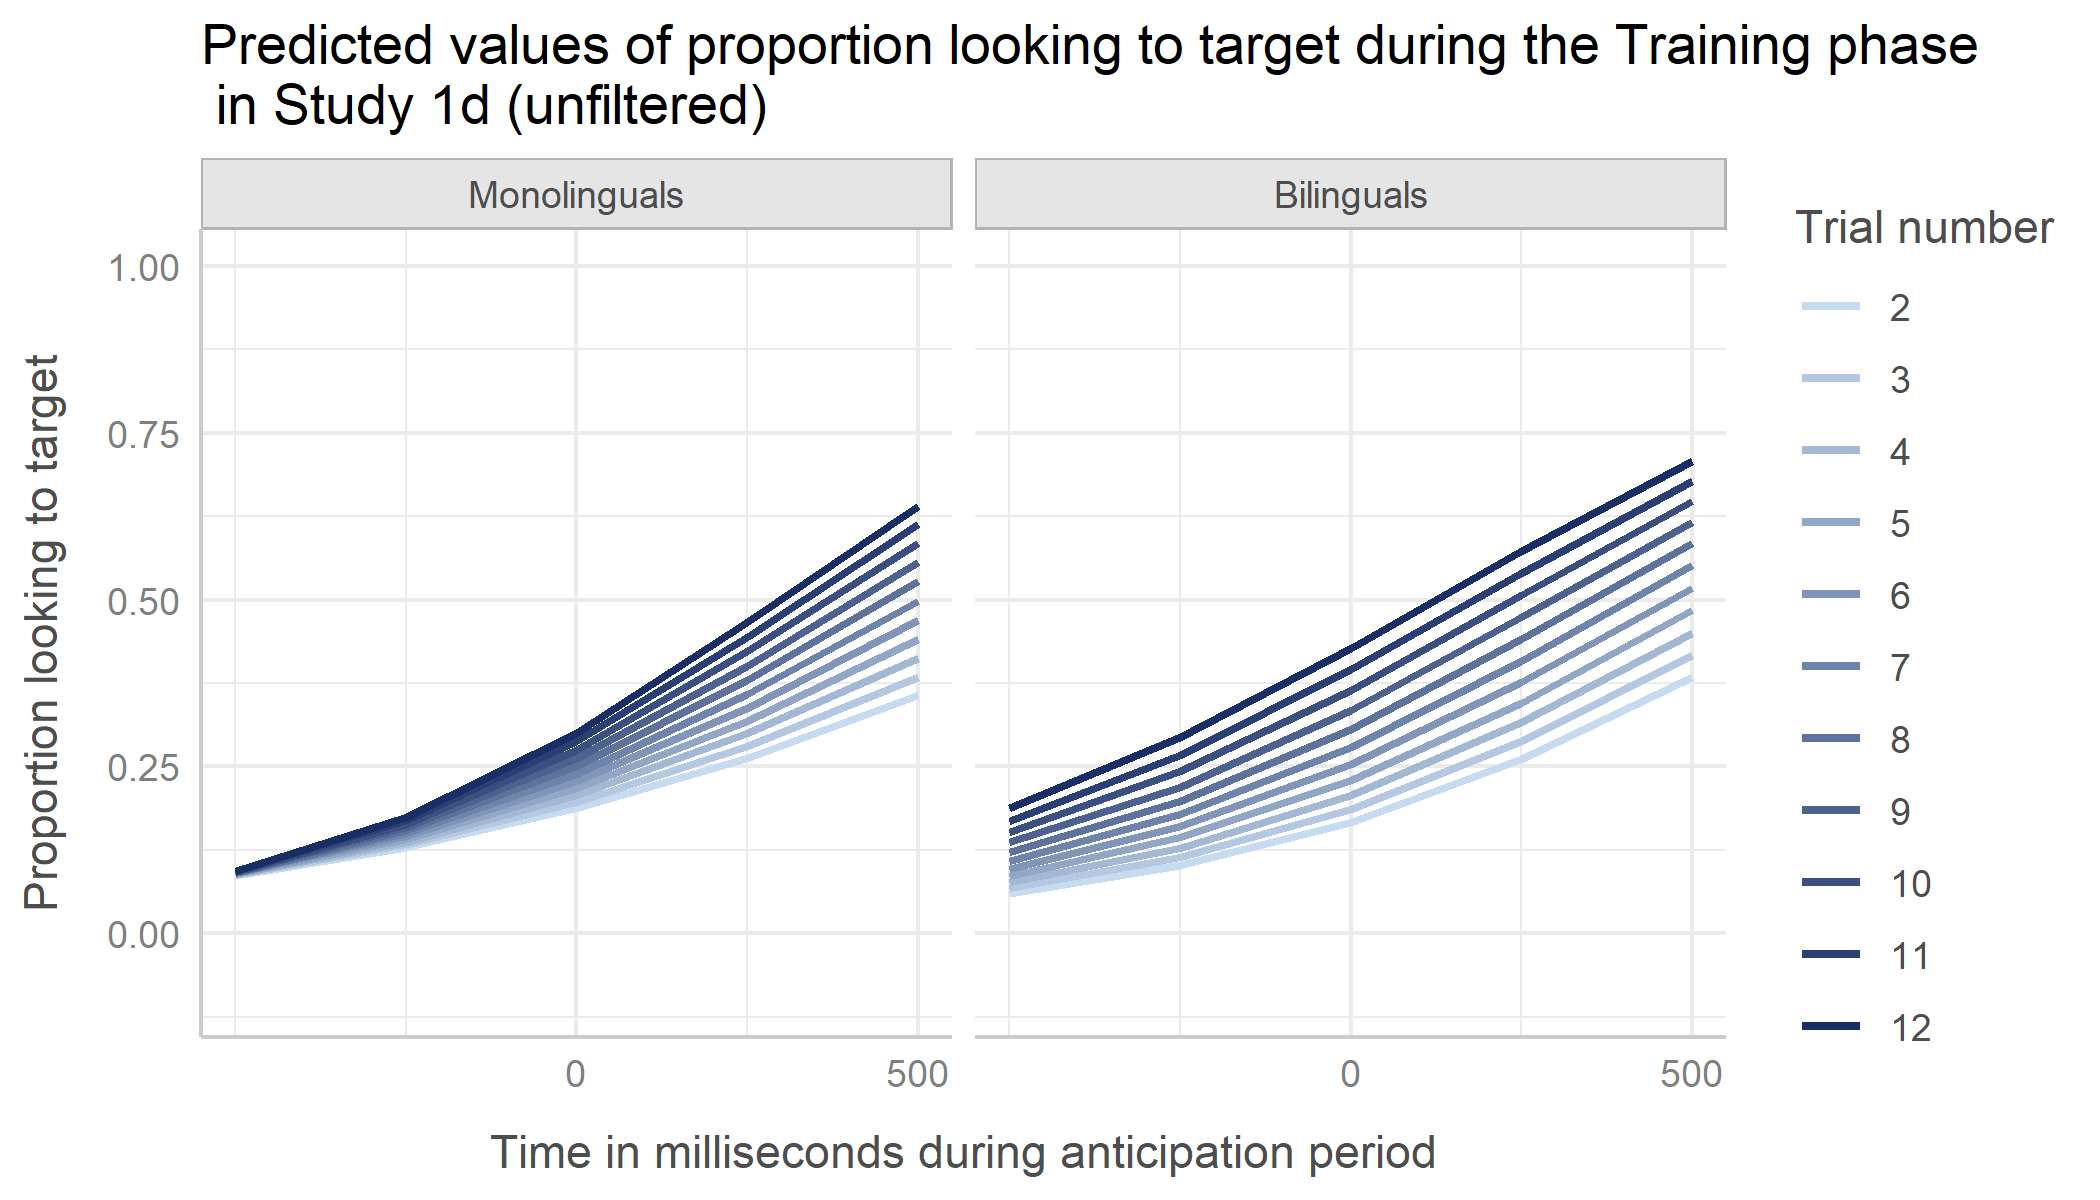 Predicted values of proportion looking to target during the Training phase
in Study 1d (unfiltered)
Monolinguals
Bilinguals
Proportion looking to target
1.00
0.75
0.50
0.25
0.00
0
500
0
500
Time in milliseconds during anticipation period
Trial number
2
3
4
5
6
7
8
9
10
11
12